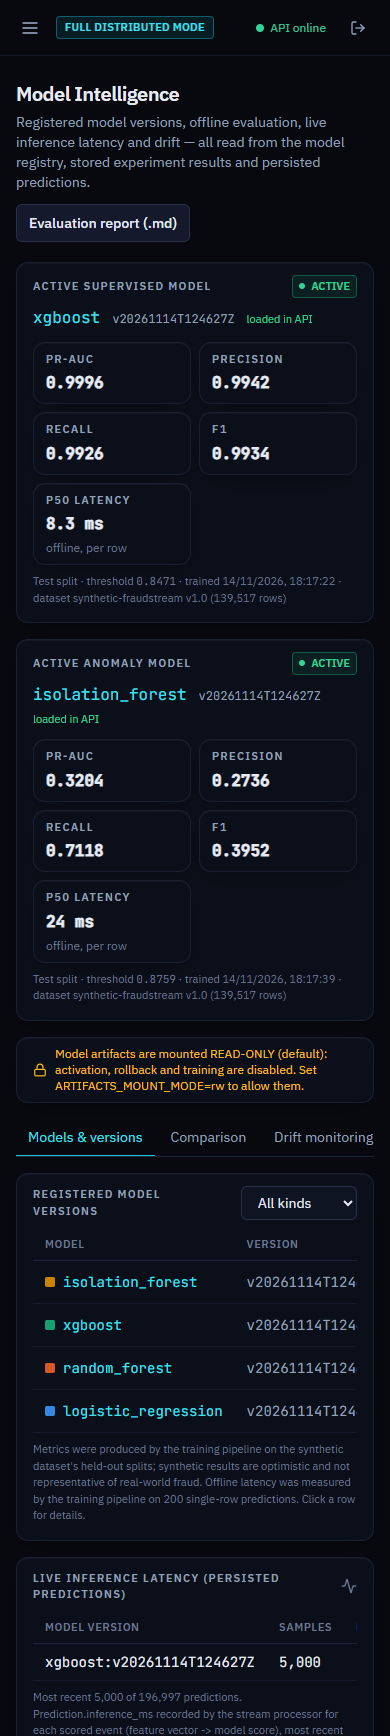 FULL DISTRIBUTED MODE
API online
Model Intelligence
Registered model versions, offline evaluation, live
inference latency and drift — all read from the model
registry, stored experiment results and persisted
predictions.
Evaluation report (.md)
ACTIVE SUPERVISED MODEL
ACTIVE
xgboost v20261114T124627Z loaded in API
PR-AUC
0.9996
PRECISION
0.9942
RECALL
0.9926
F1
0.9934
P50 LATENCY
8.3 ms
offline, per row
Test split · threshold 0.8471 · trained 14/11/2026, 18:17:22 ·
dataset synthetic-fraudstream v1.0 (139,517 rows)
ACTIVE ANOMALY MODEL
ACTIVE
isolation_forest v20261114T124627Z
loaded in API
PR-AUC
0.3204
PRECISION
0.2736
RECALL
0.7118
F1
0.3952
P50 LATENCY
24 ms
offline, per row
Test split · threshold 0.8759 · trained 14/11/2026, 18:17:39 ·
dataset synthetic-fraudstream v1.0 (139,517 rows)
Model artifacts are mounted READ-ONLY (default):
activation, rollback and training are disabled. Set
ARTIFACTS_MOUNT_MODE=rw to allow them.
Models & versions Comparison Drift monitoring
REGISTERED MODEL
VERSIONS
All kinds
MODEL VERSION
isolation_forest v20261114T124
xgboost v20261114T124
random_forest v20261114T124
logistic_regression v20261114T124
Metrics were produced by the training pipeline on the synthetic
dataset's held-out splits; synthetic results are optimistic and not
representative of real-world fraud. Offline latency was measured
by the training pipeline on 200 single-row predictions. Click a row
for details.
LIVE INFERENCE LATENCY (PERSISTED
PREDICTIONS)
MODEL VERSION SAMPLES
xgboost:v20261114T124627Z 5,000
Most recent 5,000 of 196,997 predictions.
Prediction.inference_ms recorded by the stream processor for
each scored event (feature vector -> model score), most recent